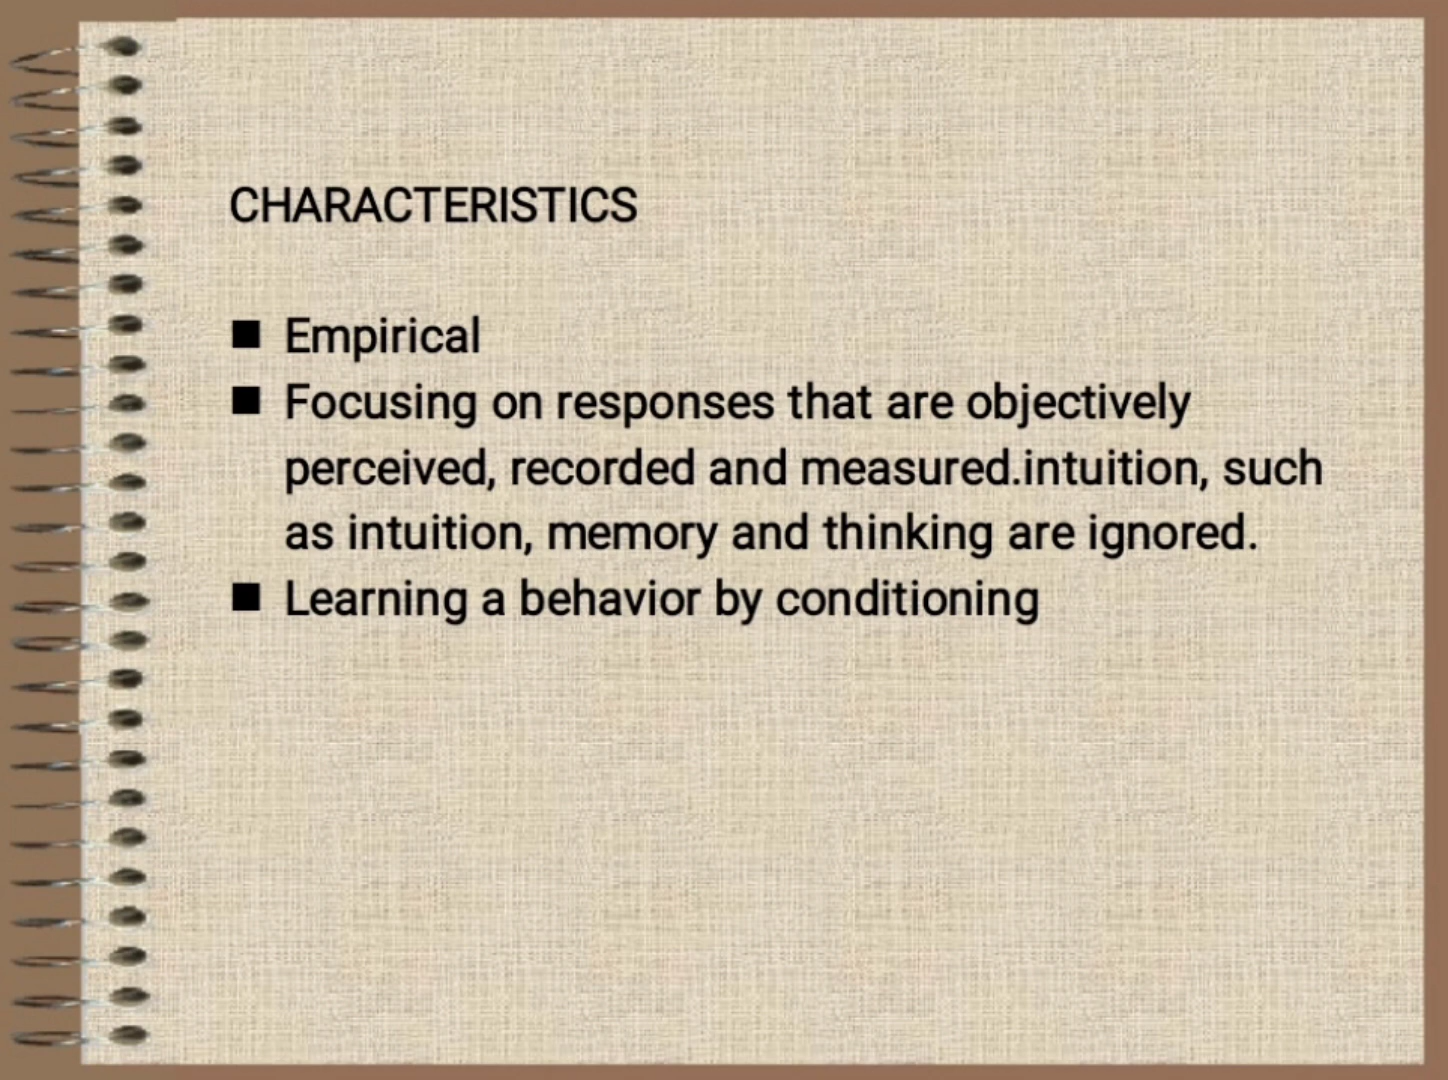 CHARACTERISTICS
■ Empirical
■ Focusing on responses that are objectively
perceived, recorded and measured.intuition, such
as intuition, memory and thinking are ignored.
■ Learning a behavior by conditioning